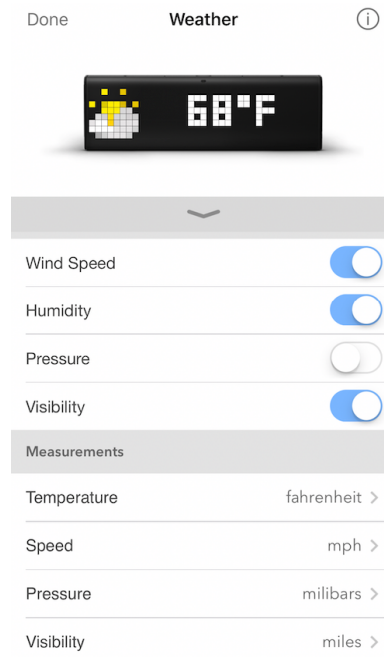 Done Weather i
68°F
Wind Speed
Humidity
Pressure
Visibility
Measurements
Temperature fahrenheit >
Speed mph >
Pressure milibars >
Visibility miles >